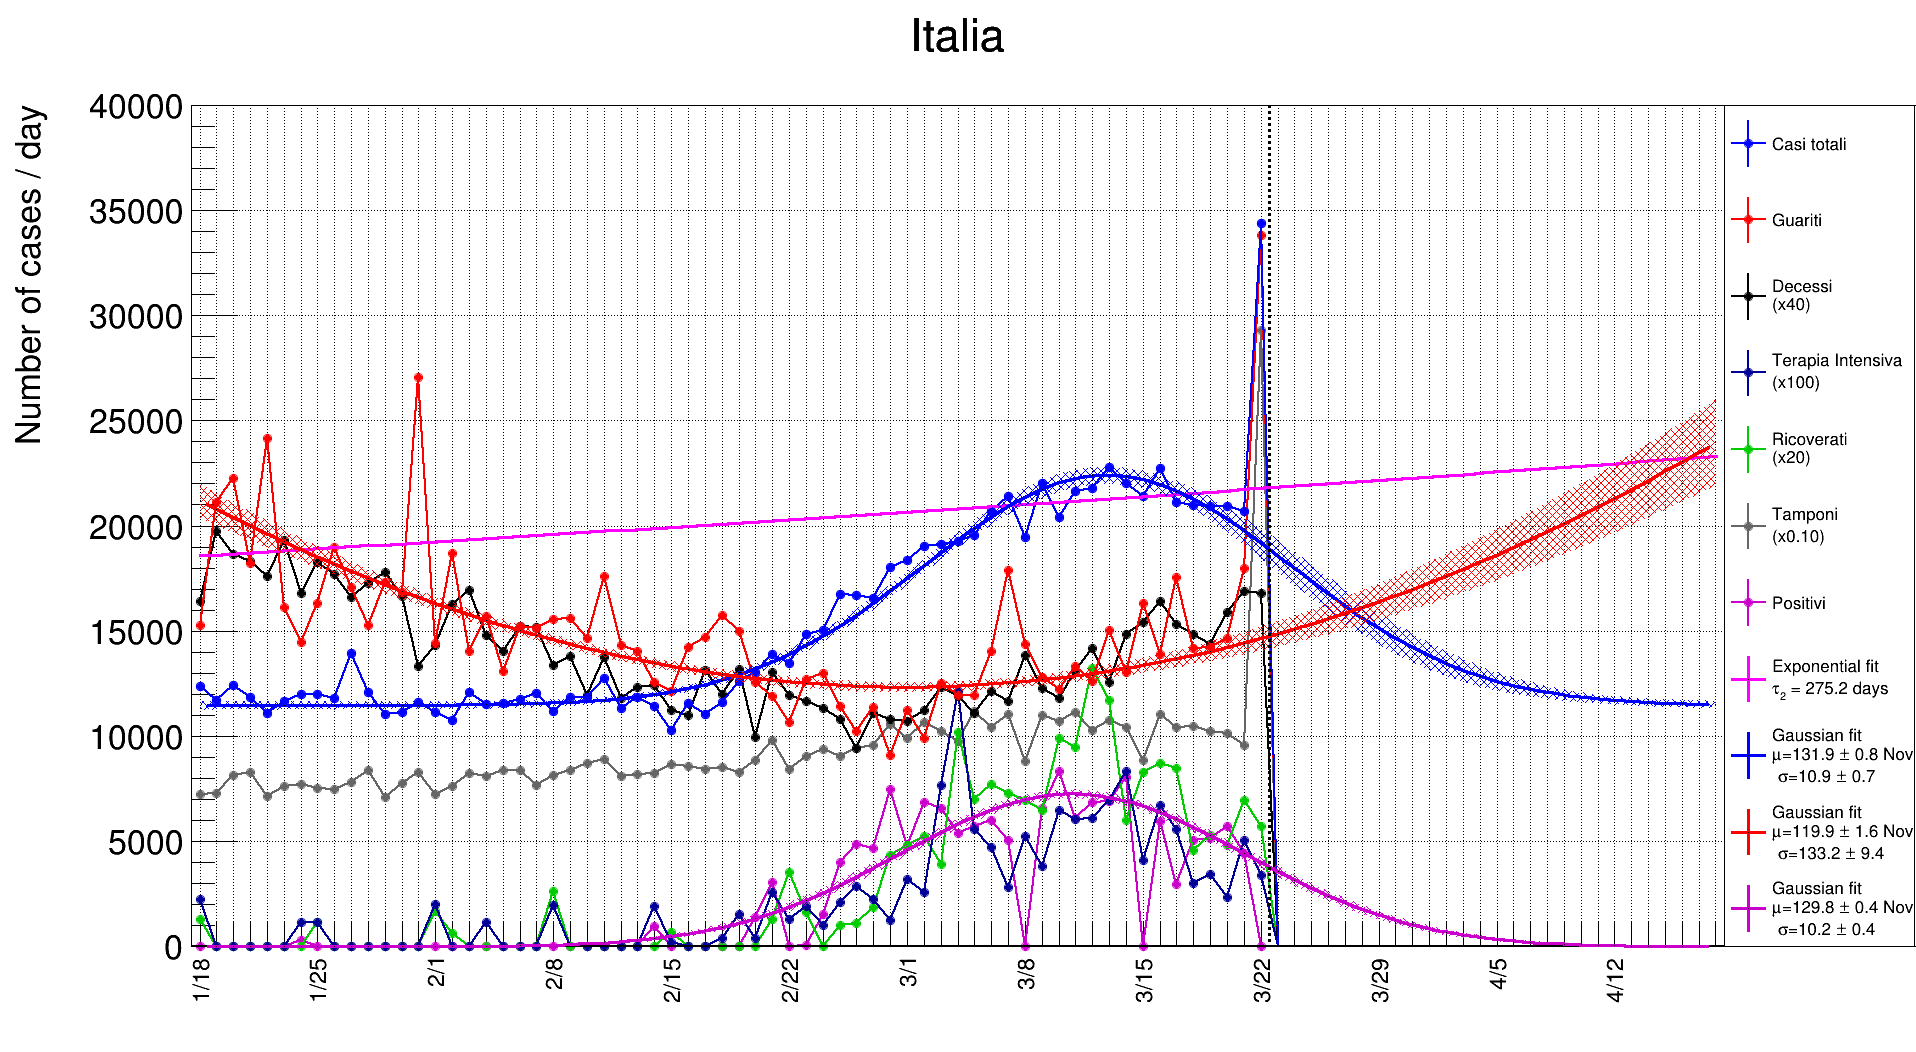 Italia
Number of cases / day
40000
35000
30000
25000
20000
15000
10000
5000
0
1/18
1/25
2/1
2/8
2/15
2/22
3/1
3/8
3/15
3/22
3/29
4/5
4/12
Casi totali
Guariti
Decessi
(x40)
Terapia Intensiva
(x100)
Ricoverati
(x20)
Tamponi
(x0.10)
Positivi
Exponential fit
τ2 = 275.2 days
Gaussian fit
μ=131.9 ± 0.8 Nov
σ=10.9 ± 0.7
Gaussian fit
μ=119.9 ± 1.6 Nov
σ=133.2 ± 9.4
Gaussian fit
μ=129.8 ± 0.4 Nov
σ=10.2 ± 0.4